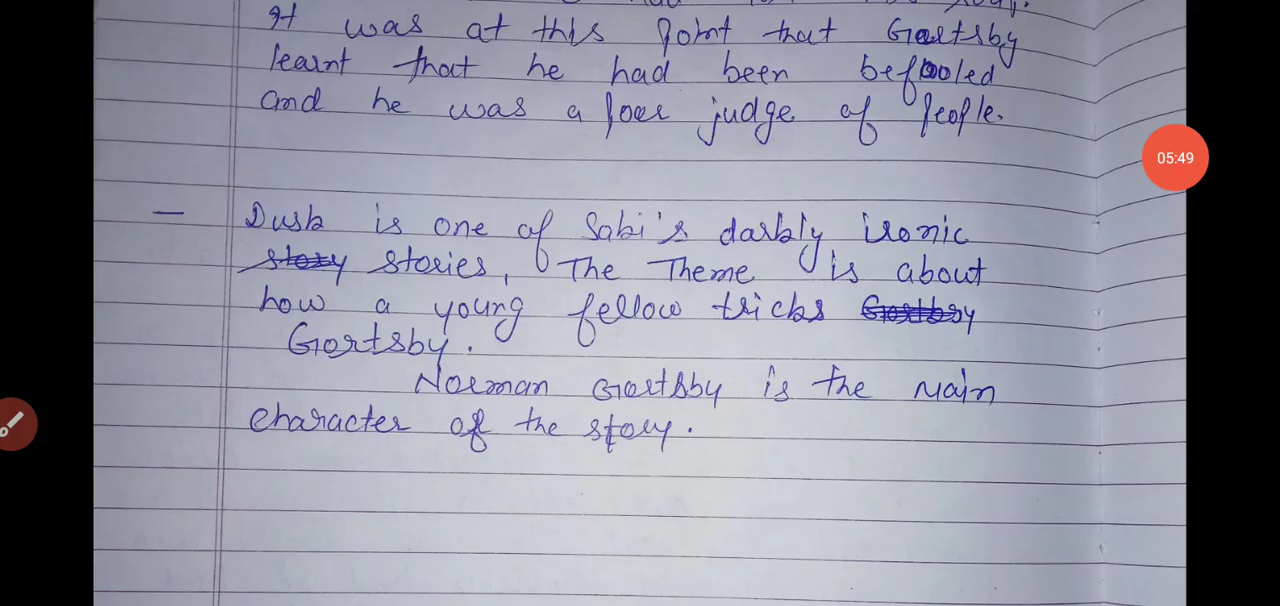 It was at this point that Gortsby
learnt that he had been befooled
and he was a poor judge of people.
05:49
– Dusk is one of Saki's darkly ironic
story stories, The Theme is about
how a young fellow tricks Gortsby
Gortsby.
Norman Gortsby is the main
character of the story.